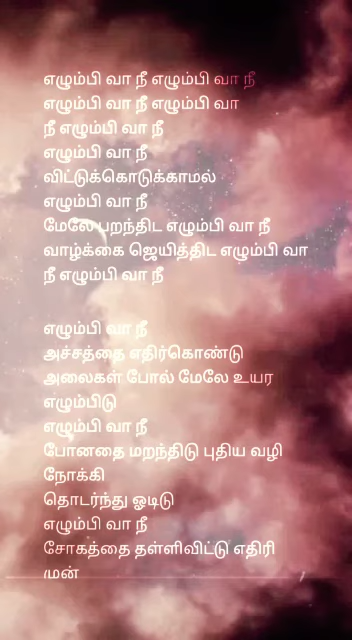 எழும்பி வா நீ எழும்பி வா நீ
எழும்பி வா நீ எழும்பி வா
நீ எழும்பி வா நீ
எழும்பி வா நீ
விட்டுக்கொடுக்காமல்
எழும்பி வா நீ
மேலே பறந்திட எழும்பி வா நீ
வாழ்க்கை ஜெயித்திட எழும்பி வா
நீ எழும்பி வா நீ
எழும்பி வா நீ
அச்சத்தை எதிர்கொண்டு
அலைகள் போல் மேலே உயர
எழும்பிடு
எழும்பி வா நீ
போனதை மறந்திடு புதிய வழி
நோக்கி
தொடர்ந்து ஓடிடு
எழும்பி வா நீ
சோகத்தை தள்ளிவிட்டு எதிரி
முன்